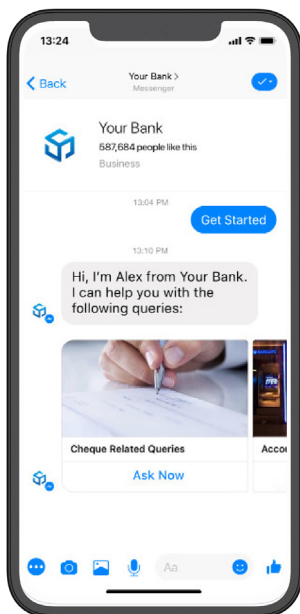 13:24
Back
Your Bank >
Messenger
Your Bank
587,684 people like this
Business
13:04 PM
Get Started
13:10 PM
Hi, I'm Alex from Your Bank.
I can help you with the
following queries:
Cheque Related Queries
Accou
Ask Now
Aa